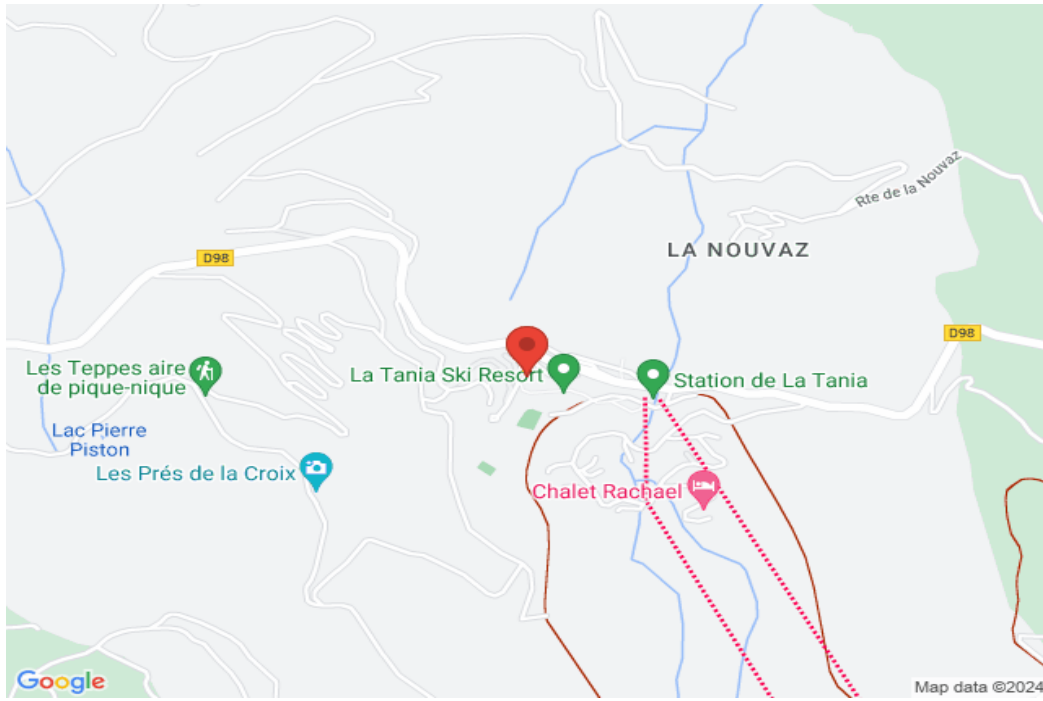 Rte de la Nouvaz
LA NOUVAZ
D98
D98
Les Teppes aire
de pique-nique
La Tania Ski Resort
Station de La Tania
Lac Pierre
Piston
Les Prés de la Croix
Chalet Rachael
Google
Map data ©2024